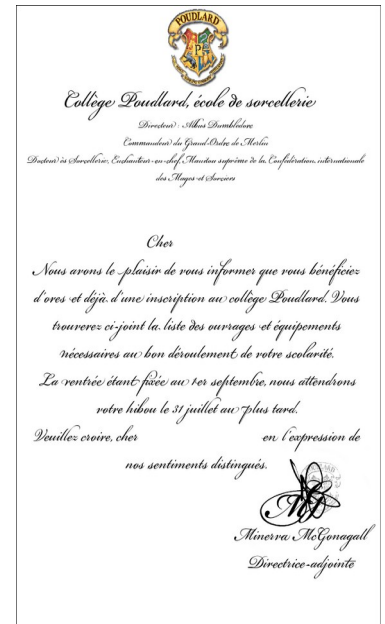 POUDLARD
P
Collège Poudlard, école de sorcellerie
Directeur : Albus Dumbledore
Commandeur du Grand-Ordre de Merlin
Docteur ès Sorcellerie, Enchanteur-en-chef, Manitou suprême de la Confédération internationale
des Mages et Sorciers
Cher
Nous avons le plaisir de vous informer que vous bénéficiez
d'ores et déjà d'une inscription au collège Poudlard. Vous
trouverez ci-joint la liste des ouvrages et équipements
nécessaires au bon déroulement de votre scolarité.
La rentrée étant fixée au 1er septembre, nous attendrons
votre hibou le 31 juillet au plus tard.
Veuillez croire, cher en l'expression de
nos sentiments distingués.
Minerva McGonagall
Directrice-adjointe